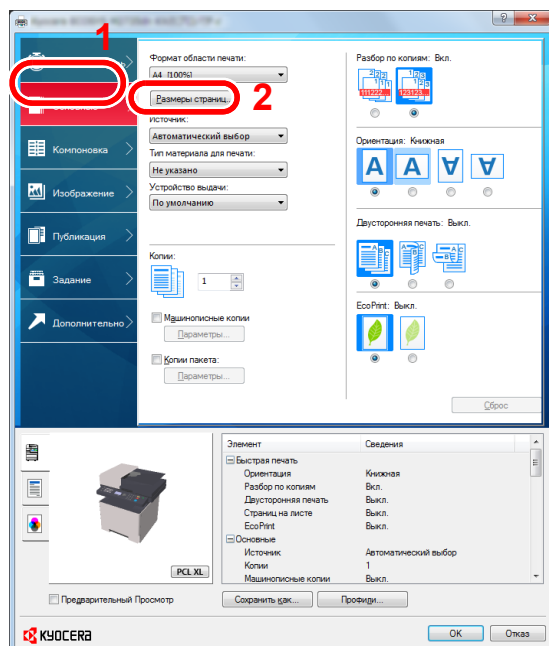 1
Компоновка
Изображение
Публикация
Задание
Дополнительно
Формат области печати:
A4 [100%]
Размеры страниц...
2
Источник:
Автоматический выбор
Тип материала для печати:
Не указано
Устройство выдачи:
По умолчанию
Копии:
1
Машинописные копии
Параметры...
Копии пакета:
Параметры...
Разбор по копиям: Вкл.
111222
123123
Ориентация: Книжная
A A A A
Двусторонняя печать: Выкл.
EcoPrint: Выкл.
Сброс
PCL XL
Предварительный Просмотр
Элемент Сведения
Быстрая печать
Ориентация Книжная
Разбор по копиям Вкл.
Двусторонняя печать Выкл.
Страниц на листе Выкл.
EcoPrint Выкл.
Основные
Источник Автоматический выбор
Копии 1
Машинописные копии Выкл.
Сохранить как... Профили...
KYOCERA
OK Отказ